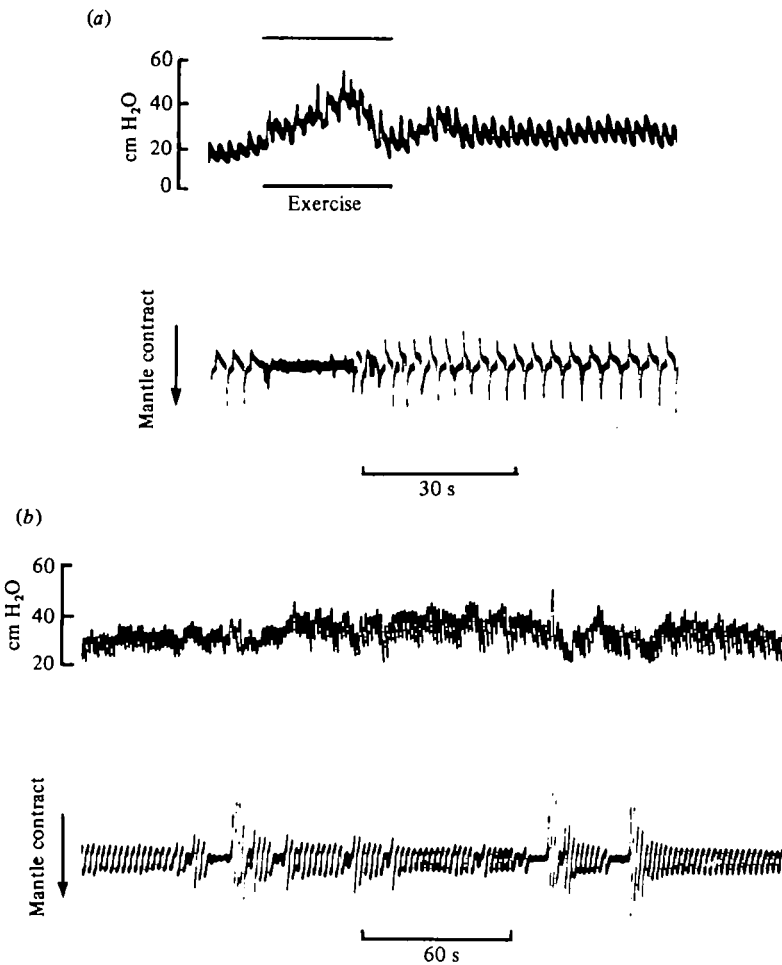 (a)
60
40
20
0
cm H₂O
Exercise
Mantle contract
30 s
(b)
60
40
20
cm H₂O
Mantle contract
60 s